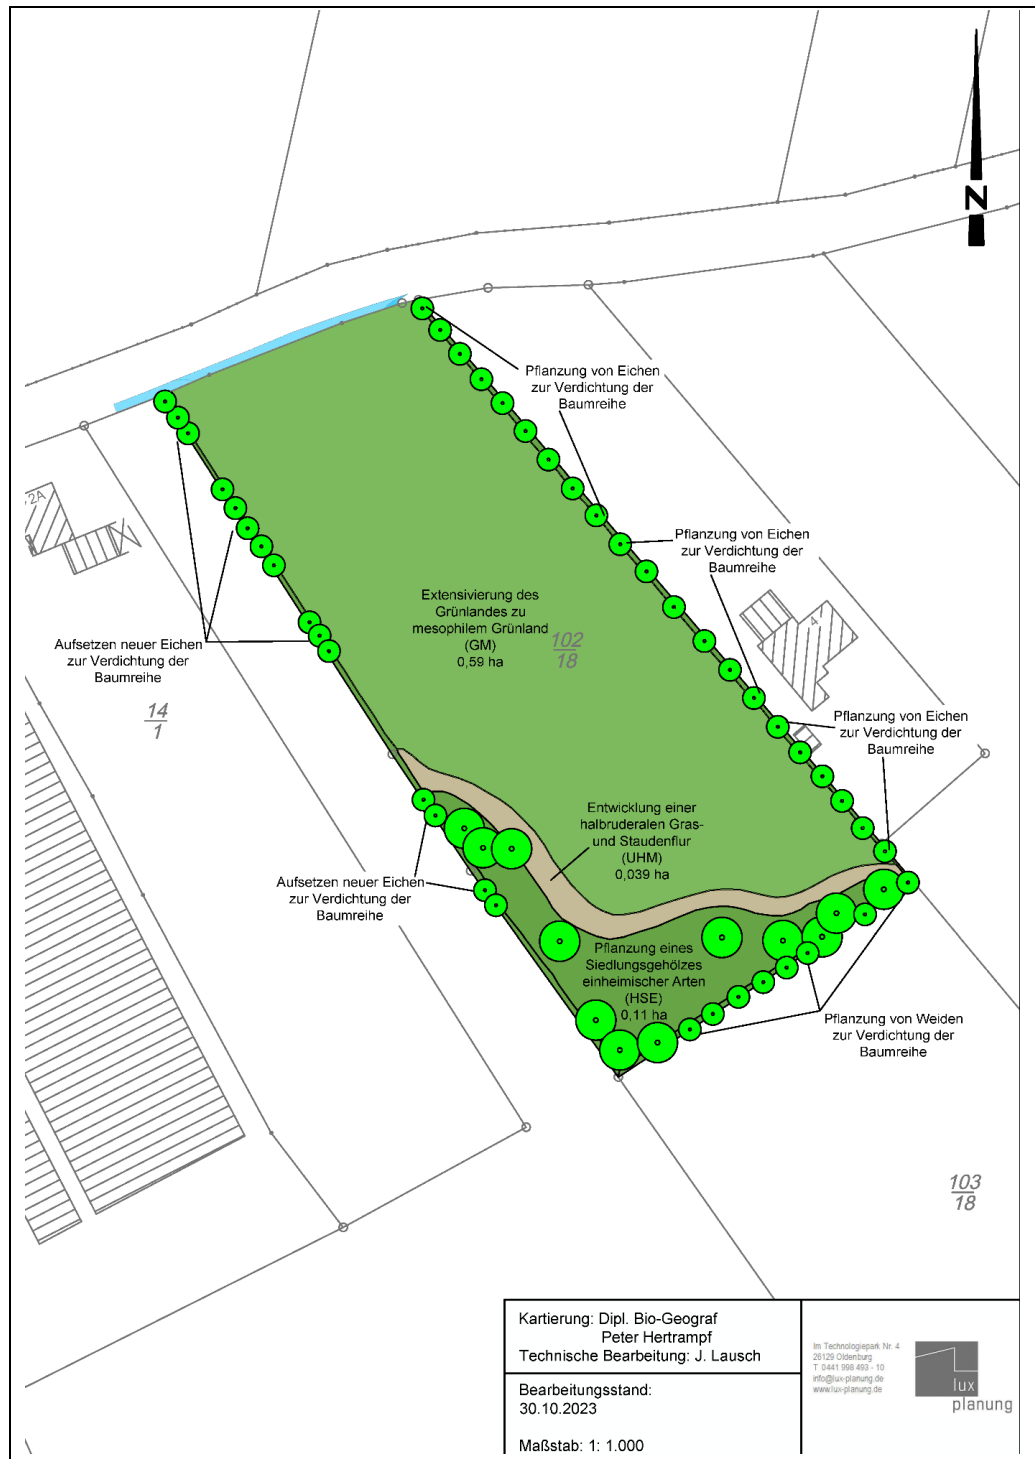 N
Pflanzung von Eichen
zur Verdichtung der
Baumreihe
2A
Pflanzung von Eichen
zur Verdichtung der
Baumreihe
Extensivierung des
Grünlandes zu
mesophilem Grünland
(GM)
0,59 ha
102
18
4
Aufsetzen neuer Eichen
zur Verdichtung der
Baumreihe
14
1
Pflanzung von Eichen
zur Verdichtung der
Baumreihe
Entwicklung einer
halbruderalen Gras-
und Staudenflur
(UHM)
0,039 ha
Aufsetzen neuer Eichen
zur Verdichtung der
Baumreihe
Pflanzung eines
Siedlungsgehölzes
einheimischer Arten
(HSE)
0,11 ha
Pflanzung von Weiden
zur Verdichtung der
Baumreihe
103
18
Kartierung: Dipl. Bio-Geograf
Peter Hertrampf
Technische Bearbeitung: J. Lausch
Bearbeitungsstand:
30.10.2023
Maßstab: 1: 1.000
Im Technologiepark Nr. 4
26129 Oldenburg
T 0441 998 493 - 10
info@lux-planung.de
www.lux-planung.de
lux
planung